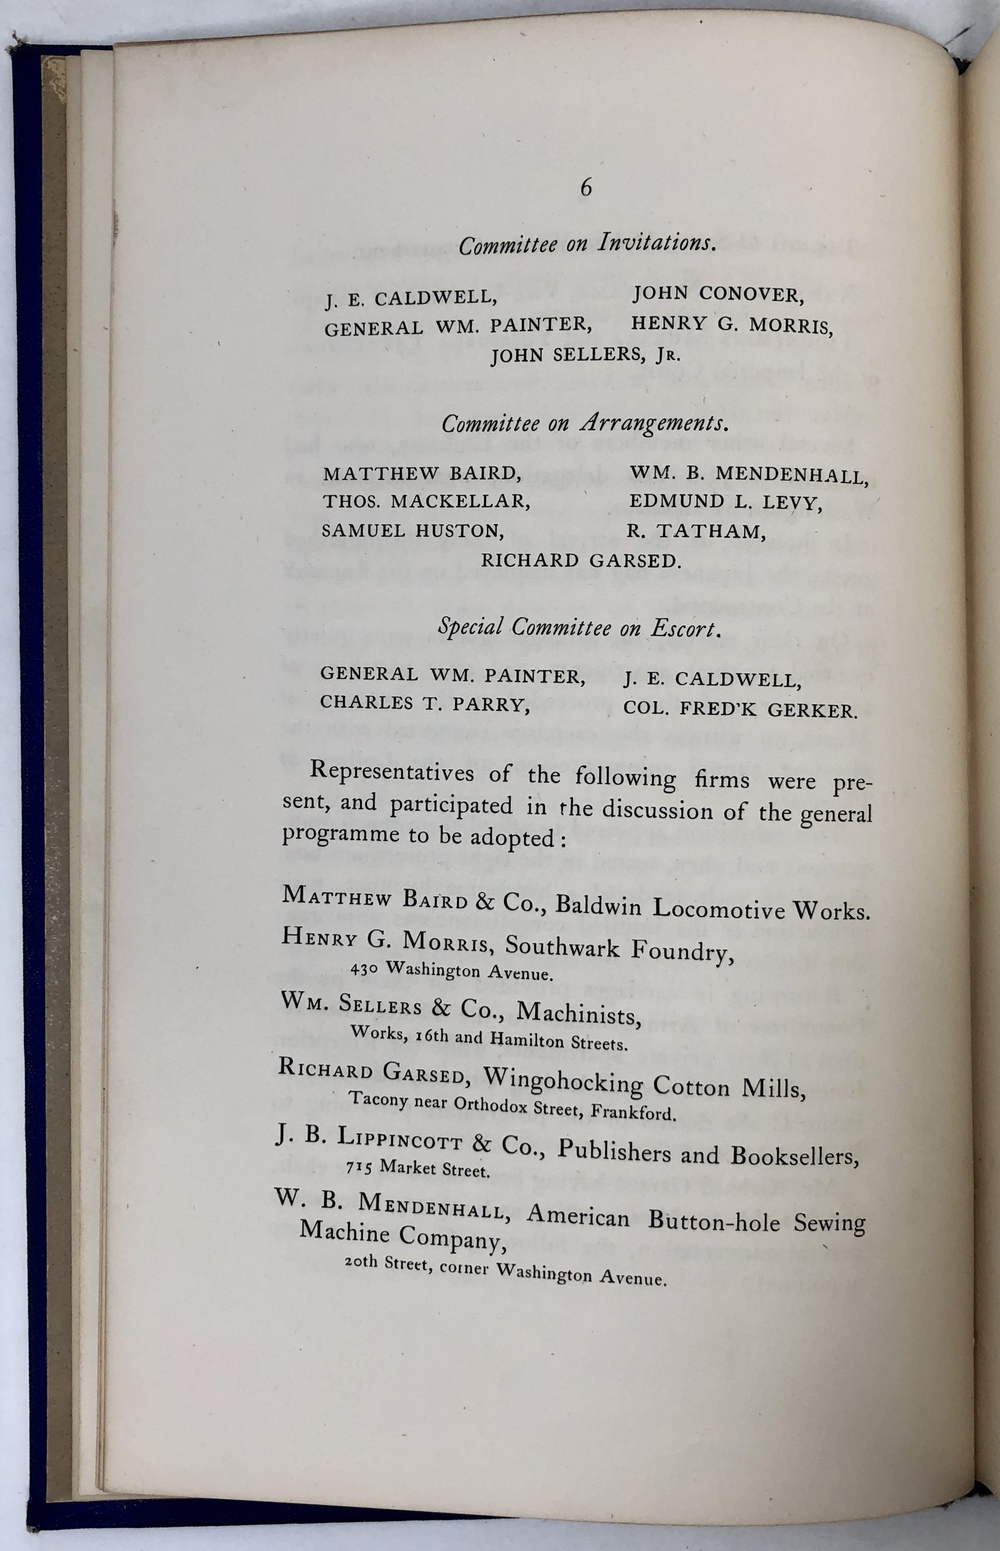 6
Committee on Invitations.
J. E. CALDWELL, JOHN CONOVER,
GENERAL WM. PAINTER, HENRY G. MORRIS,
JOHN SELLERS, JR.
Committee on Arrangements.
MATTHEW BAIRD, WM. B. MENDENHALL,
THOS. MACKELLAR, EDMUND L. LEVY,
SAMUEL HUSTON, R. TATHAM,
RICHARD GARSED.
Special Committee on Escort.
GENERAL WM. PAINTER, J. E. CALDWELL,
CHARLES T. PARRY, COL. FRED'K GERKER.
Representatives of the following firms were pre-
sent, and participated in the discussion of the general
programme to be adopted :
MATTHEW BAIRD & Co., Baldwin Locomotive Works.
HENRY G. MORRIS, Southwark Foundry,
430 Washington Avenue.
WM. SELLERS & Co., Machinists,
Works, 16th and Hamilton Streets.
RICHARD GARSED, Wingohocking Cotton Mills,
Tacony near Orthodox Street, Frankford.
J. B. LIPPINCOTT & Co., Publishers and Booksellers,
715 Market Street.
W. B. MENDENHALL, American Button-hole Sewing
Machine Company,
20th Street, corner Washington Avenue.